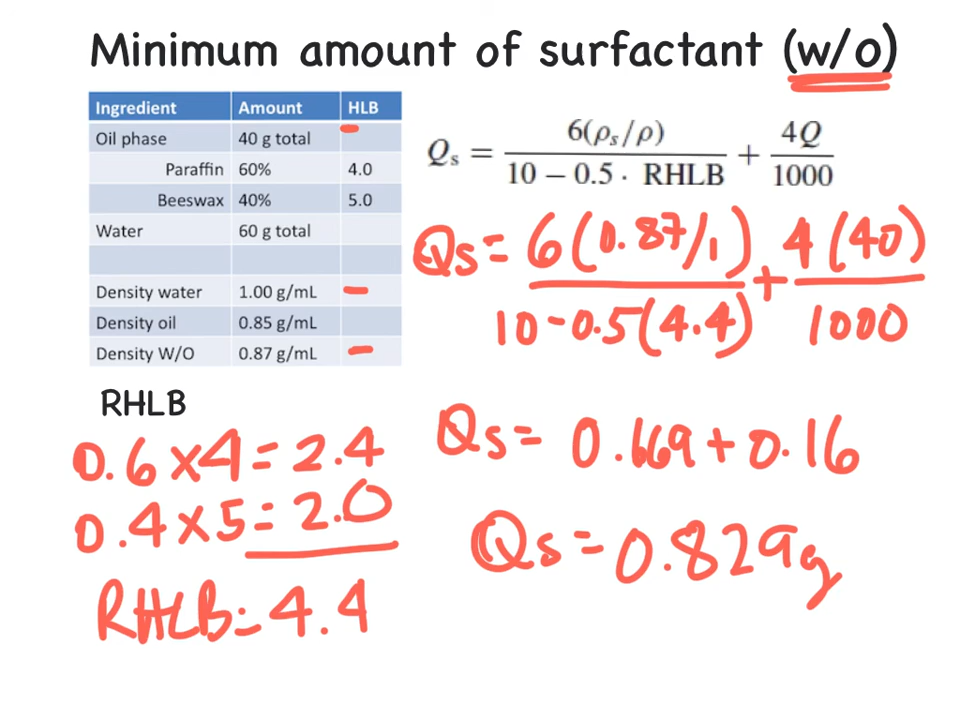 Minimum amount of surfactant (w/o)
Ingredient Amount HLB
Oil phase 40 g total
Paraffin 60% 4.0
Beeswax 40% 5.0
Water 60 g total
Density water 1.00 g/mL
Density oil 0.85 g/mL
Density W/O 0.87 g/mL
Qs = 6(ρs/ρ) / 10 − 0.5 · RHLB + 4Q / 1000
Qs = 6(0.87/1) / 10-0.5(4.4) + 4(40) / 1000
RHLB
0.6 x 4 = 2.4
0.4 x 5 = 2.0
RHLB = 4.4
Qs = 0.669 + 0.16
Qs = 0.829g